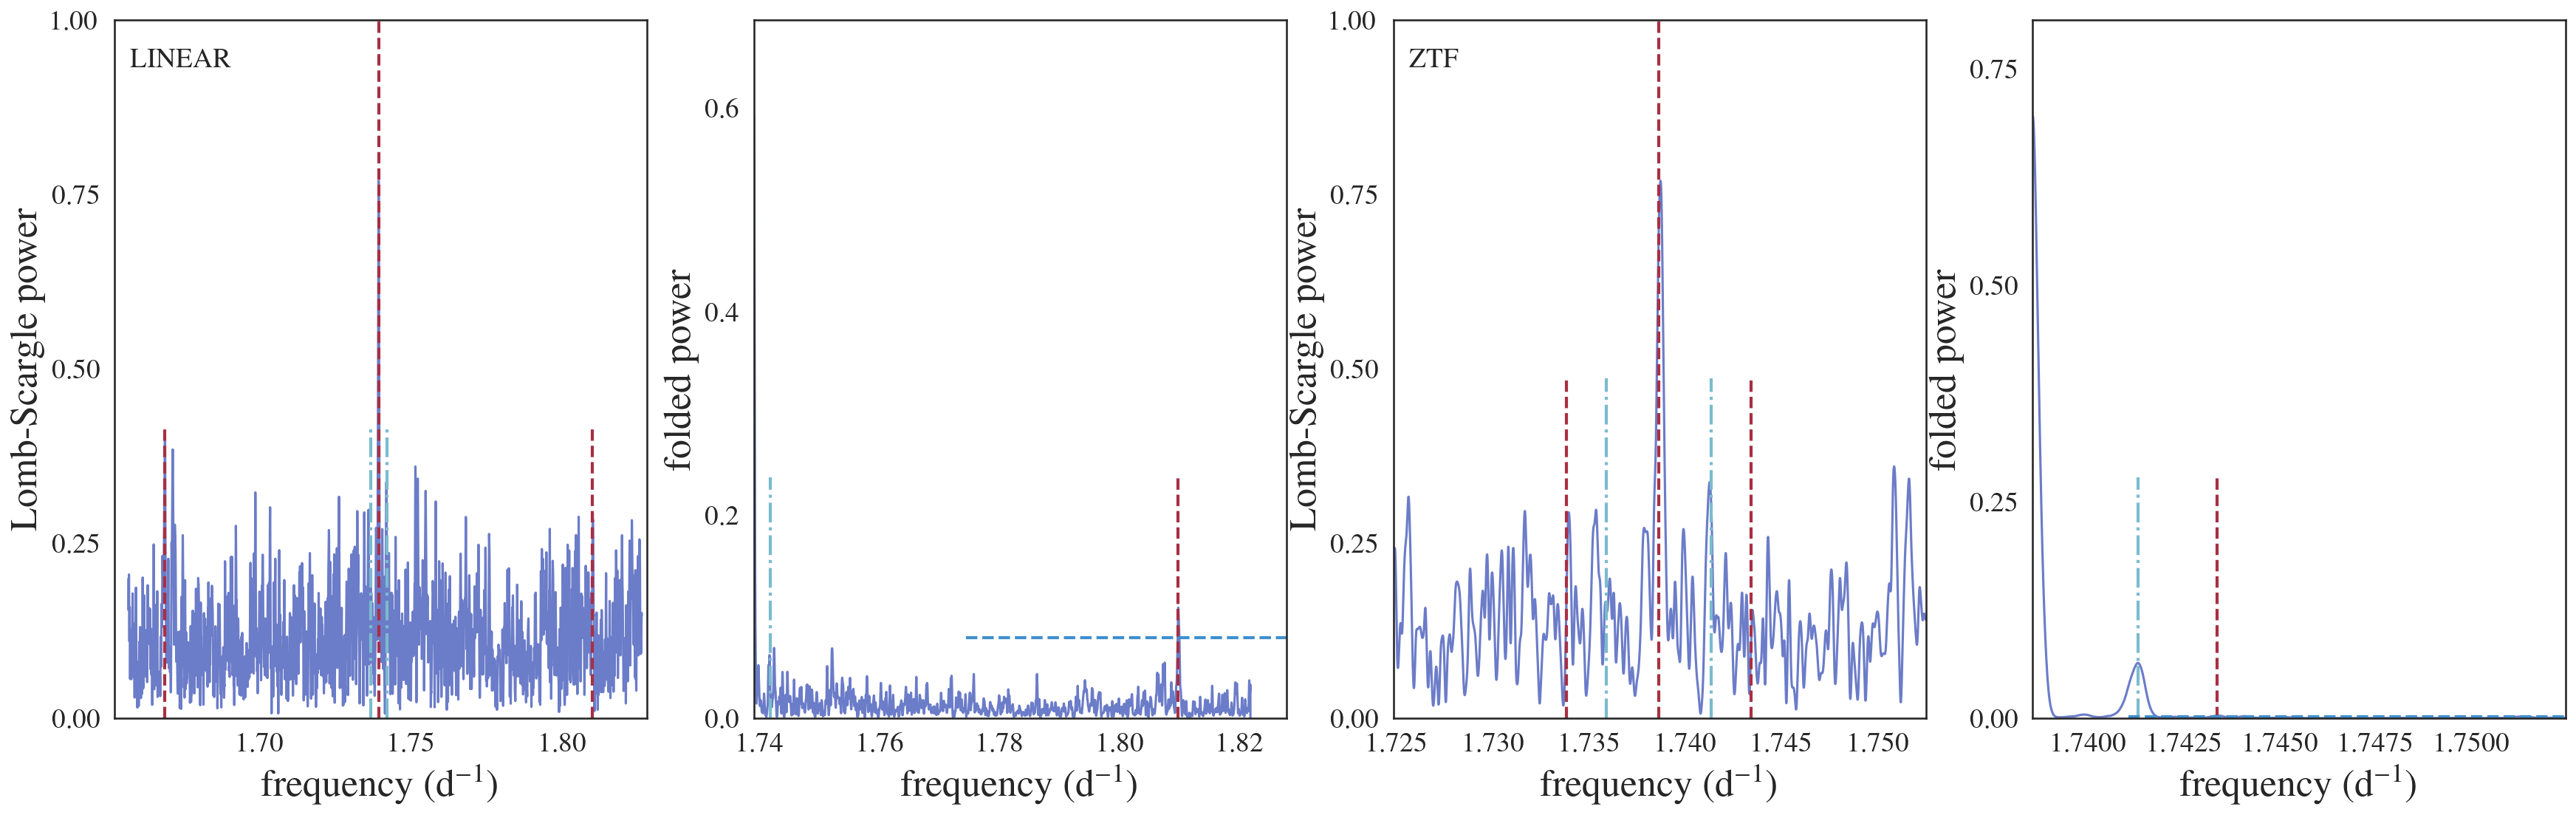 LINEAR
Lomb-Scargle power
1.00
0.75
0.50
0.25
0.00
1.70 1.75 1.80
frequency (d⁻¹)
folded power
0.6
0.4
0.2
0.0
1.74 1.76 1.78 1.80 1.82
frequency (d⁻¹)
ZTF
Lomb-Scargle power
1.00
0.75
0.50
0.25
0.00
1.725 1.730 1.735 1.740 1.745 1.750
frequency (d⁻¹)
folded power
0.75
0.50
0.25
0.00
1.7400 1.7425 1.7450 1.7475 1.7500
frequency (d⁻¹)